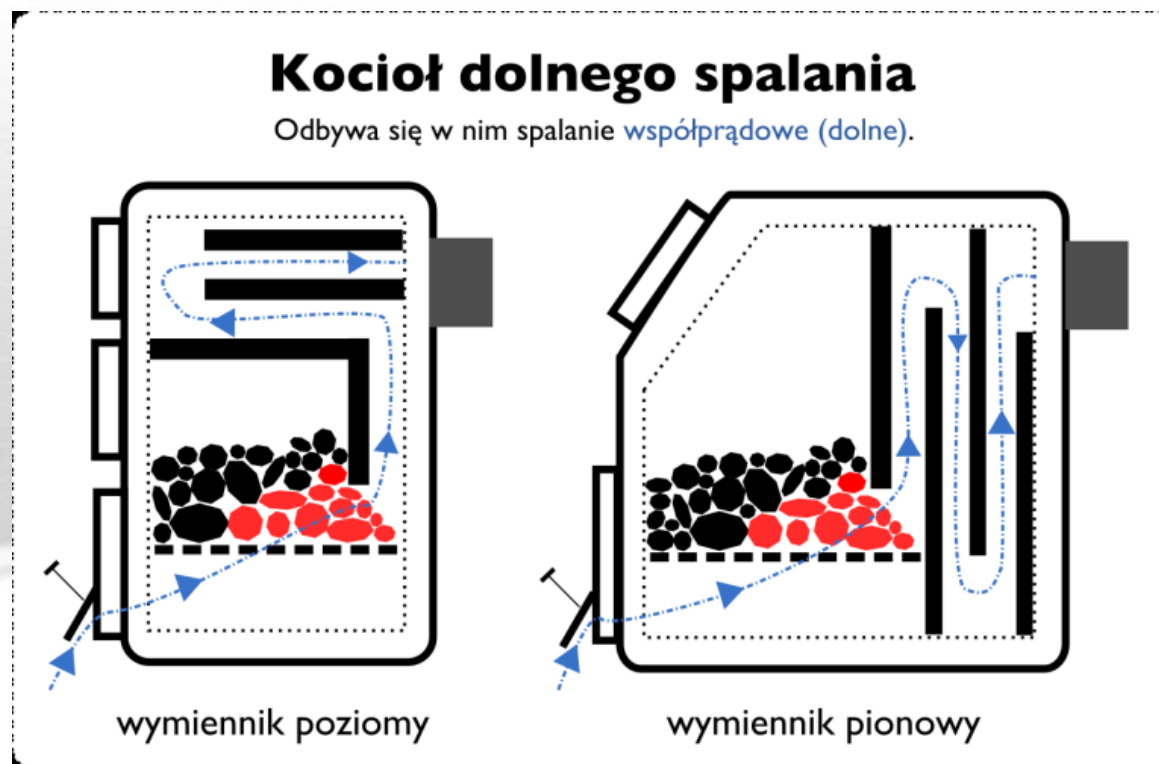 Kocioł dolnego spalania
Odbywa się w nim spalanie współprądowe (dolne).
wymiennik poziomy
wymiennik pionowy